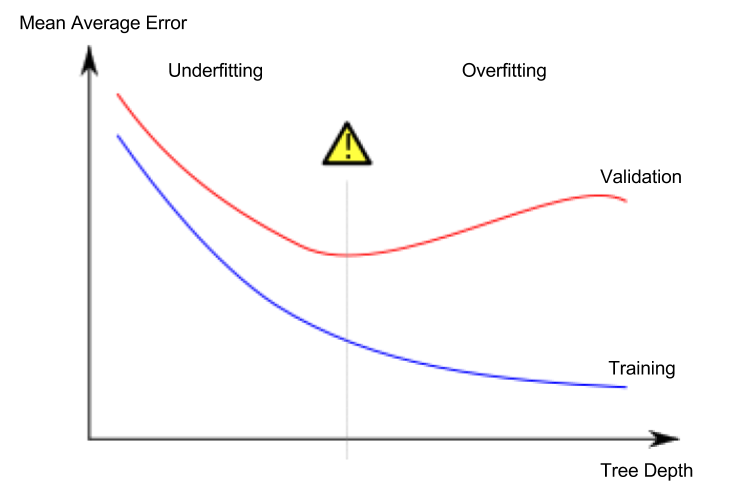 Mean Average Error
Underfitting
Overfitting
!
Validation
Training
Tree Depth